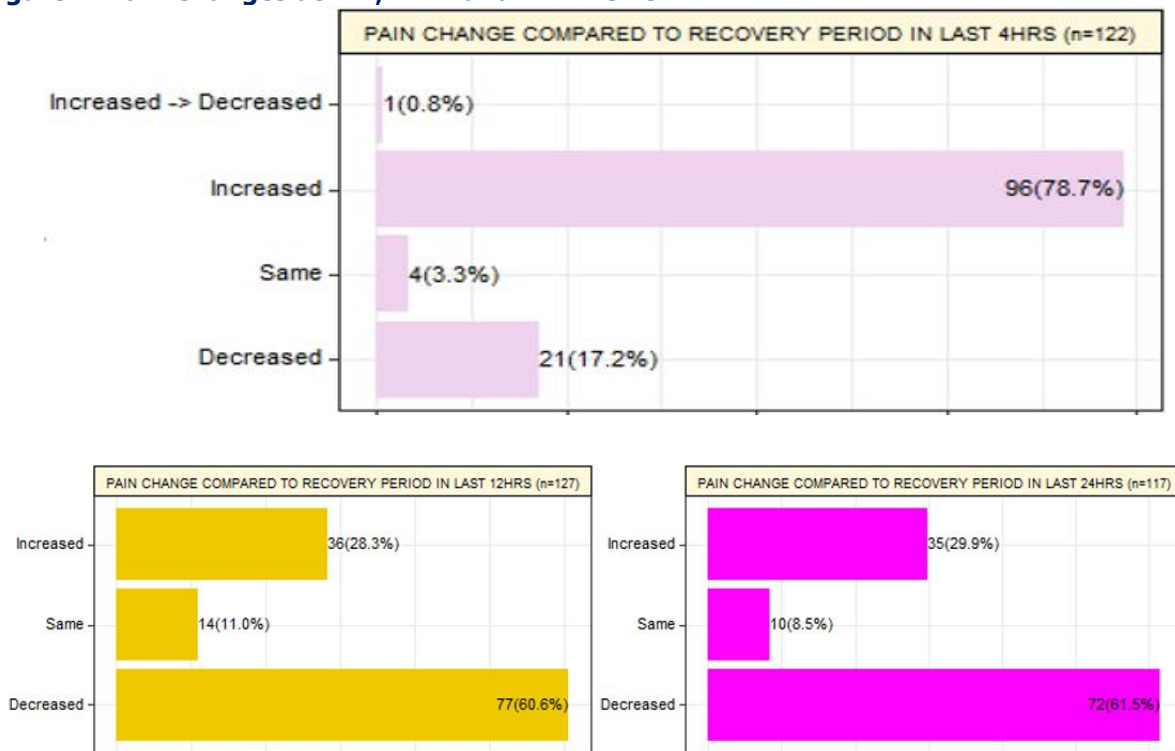 PAIN CHANGE COMPARED TO RECOVERY PERIOD IN LAST 4HRS (n=122)
Increased -> Decreased
1(0.8%)
Increased
96(78.7%)
Same
4(3.3%)
Decreased
21(17.2%)
PAIN CHANGE COMPARED TO RECOVERY PERIOD IN LAST 12HRS (n=127)
Increased
36(28.3%)
Same
14(11.0%)
Decreased
77(60.6%)
PAIN CHANGE COMPARED TO RECOVERY PERIOD IN LAST 24HRS (n=117)
Increased
35(29.9%)
Same
10(8.5%)
Decreased
72(61.5%)